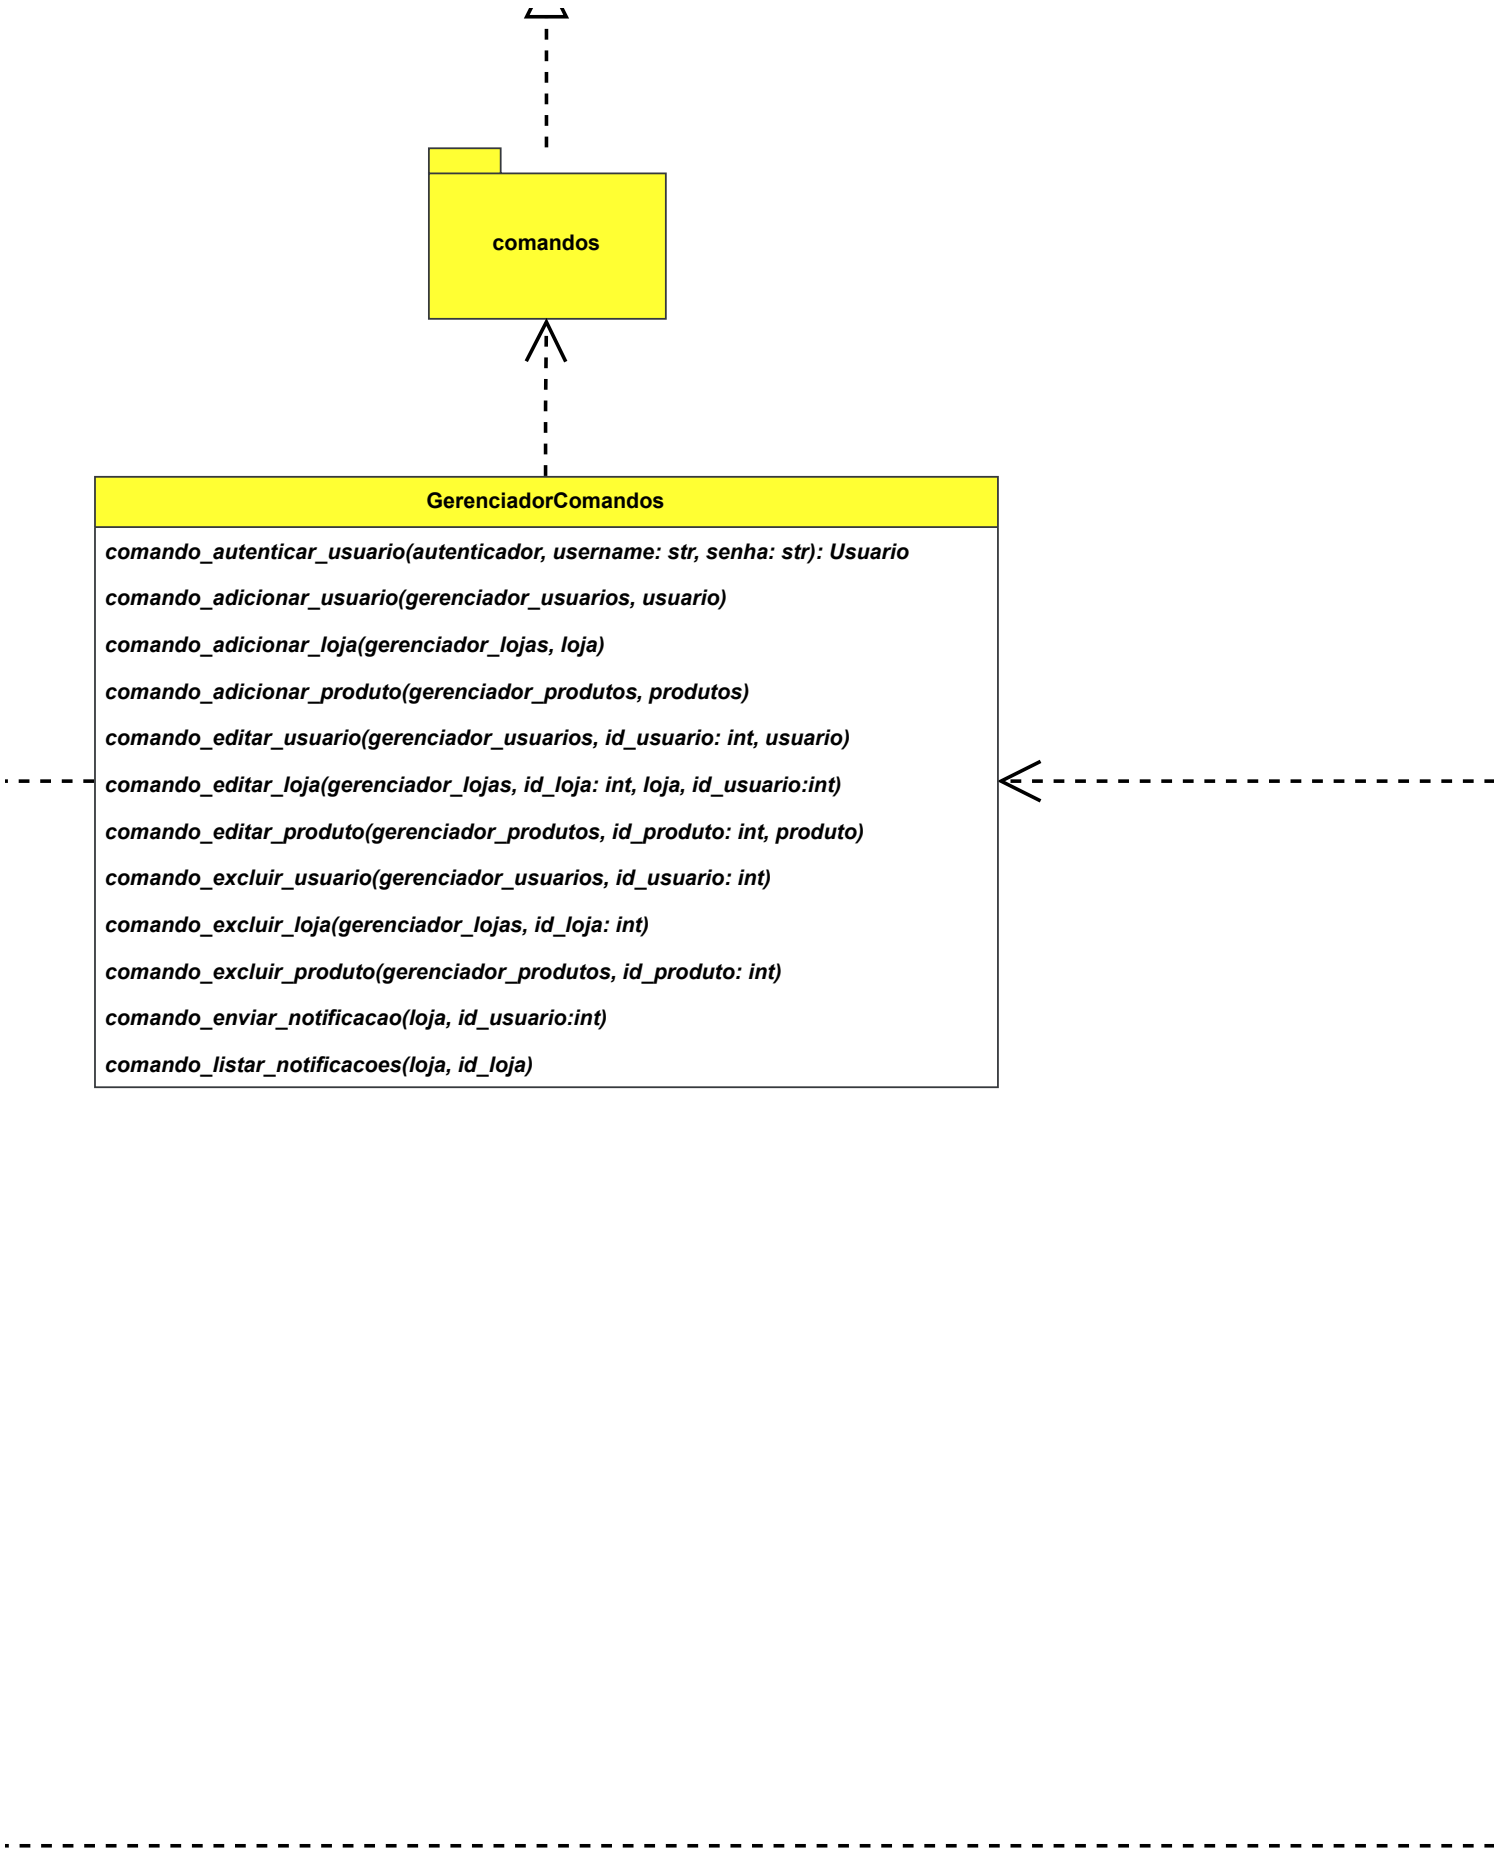 comandos
GerenciadorComandos
comando_autenticar_usuario(autenticador, username: str, senha: str): Usuario
comando_adicionar_usuario(gerenciador_usuarios, usuario)
comando_adicionar_loja(gerenciador_lojas, loja)
comando_adicionar_produto(gerenciador_produtos, produtos)
comando_editar_usuario(gerenciador_usuarios, id_usuario: int, usuario)
comando_editar_loja(gerenciador_lojas, id_loja: int, loja, id_usuario:int)
comando_editar_produto(gerenciador_produtos, id_produto: int, produto)
comando_excluir_usuario(gerenciador_usuarios, id_usuario: int)
comando_excluir_loja(gerenciador_lojas, id_loja: int)
comando_excluir_produto(gerenciador_produtos, id_produto: int)
comando_enviar_notificacao(loja, id_usuario:int)
comando_listar_notificacoes(loja, id_loja)